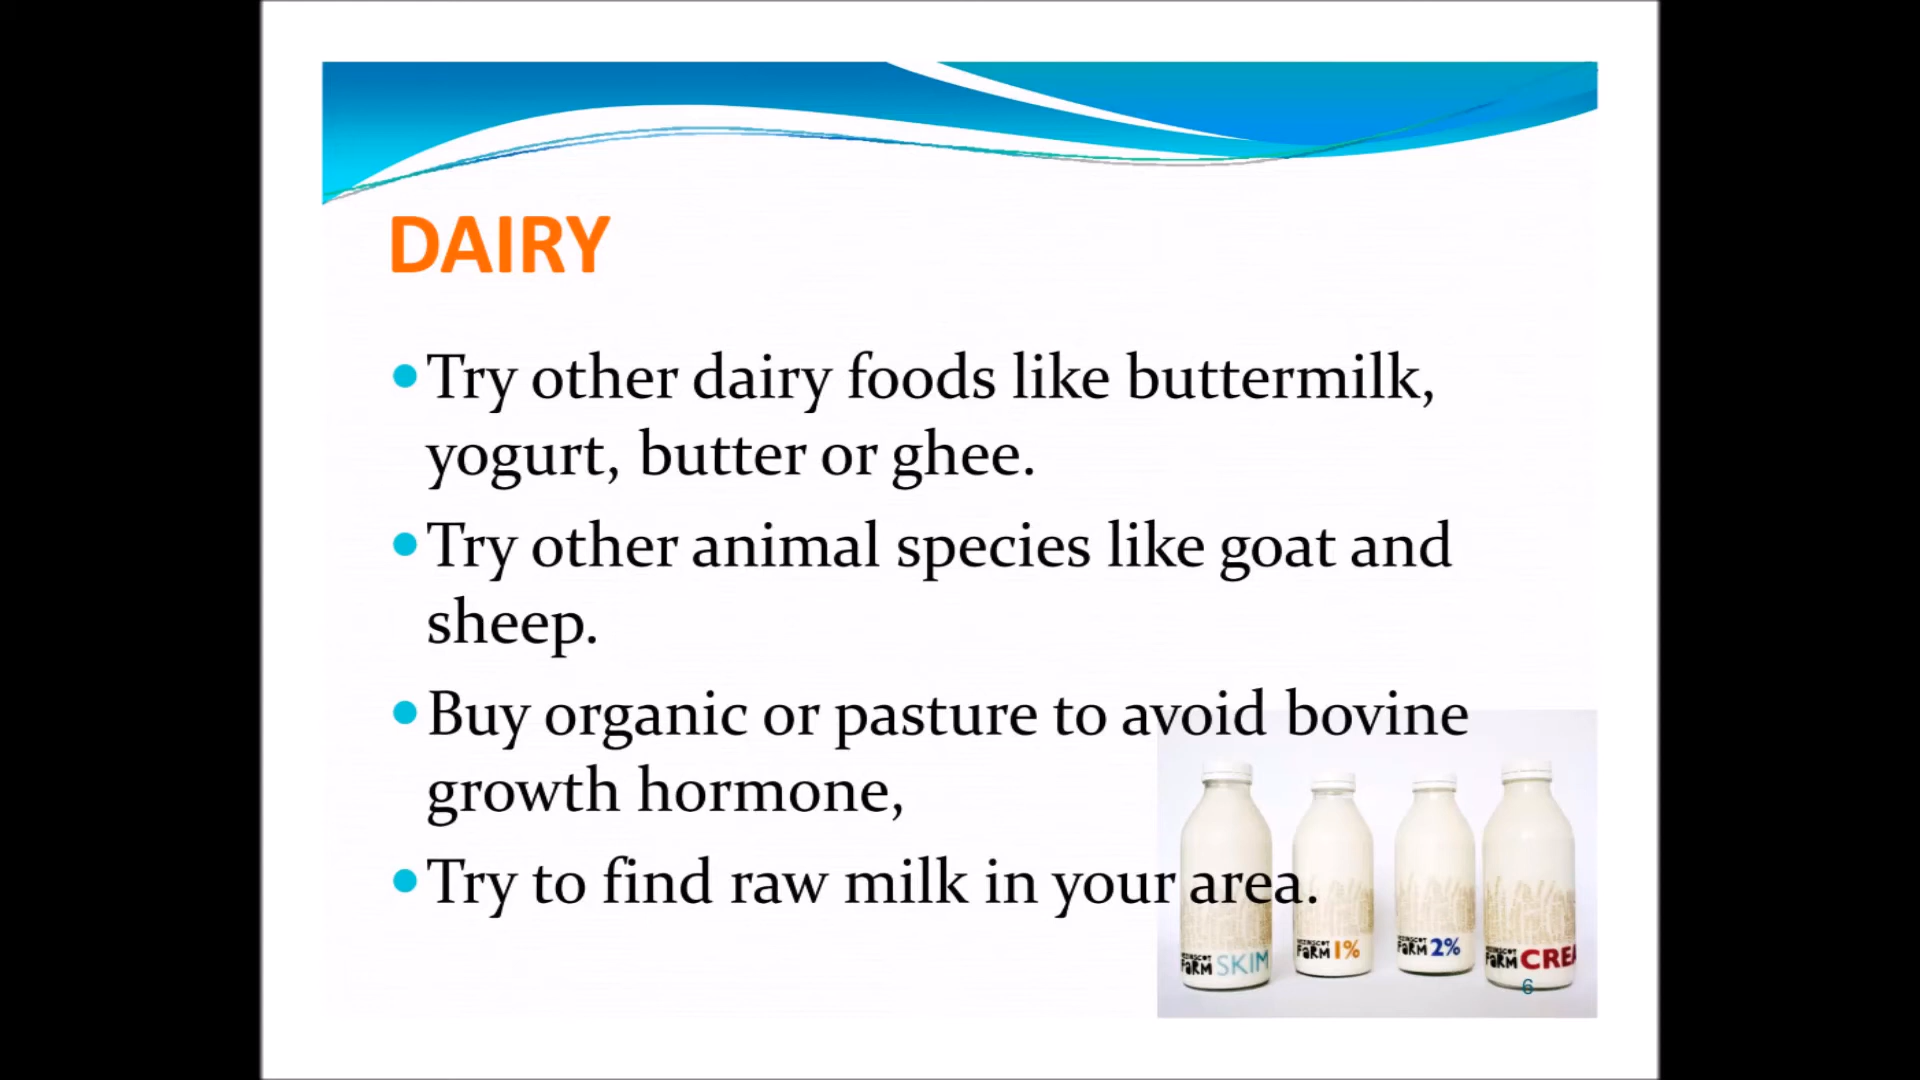 DAIRY
•Try other dairy foods like buttermilk,
yogurt, butter or ghee.
•Try other animal species like goat and
sheep.
•Buy organic or pasture to avoid bovine
growth hormone,
•Try to find raw milk in your area.
FARM SKIM
FARM 1%
FARM 2%
FARM CREA
6